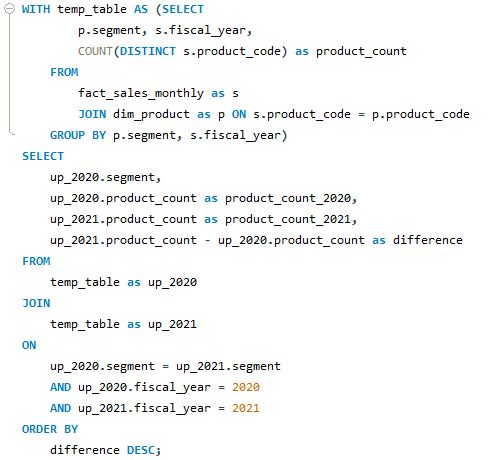 WITH temp_table AS (SELECT
        p.segment, s.fiscal_year,
        COUNT(DISTINCT s.product_code) as product_count
    FROM
        fact_sales_monthly as s
        JOIN dim_product as p ON s.product_code = p.product_code
    GROUP BY p.segment, s.fiscal_year)
SELECT
    up_2020.segment,
    up_2020.product_count as product_count_2020,
    up_2021.product_count as product_count_2021,
    up_2021.product_count - up_2020.product_count as difference
FROM
    temp_table as up_2020
JOIN
    temp_table as up_2021
ON
    up_2020.segment = up_2021.segment
    AND up_2020.fiscal_year = 2020
    AND up_2021.fiscal_year = 2021
ORDER BY
    difference DESC;